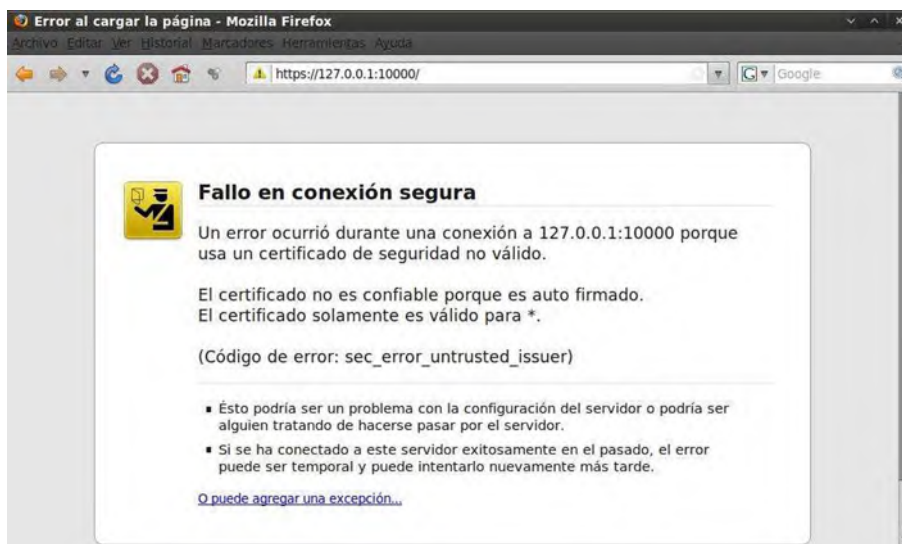 Error al cargar la página - Mozilla Firefox
Archivo Editar Ver Historial Marcadores Herramientas Ayuda
https://127.0.0.1:10000/ Google
Fallo en conexión segura
Un error ocurrió durante una conexión a 127.0.0.1:10000 porque
usa un certificado de seguridad no válido.
El certificado no es confiable porque es auto firmado.
El certificado solamente es válido para *.
(Código de error: sec_error_untrusted_issuer)
▪ Ésto podría ser un problema con la configuración del servidor o podría ser
alguien tratando de hacerse pasar por el servidor.
▪ Si se ha conectado a este servidor exitosamente en el pasado, el error
puede ser temporal y puede intentarlo nuevamente más tarde.
O puede agregar una excepción...